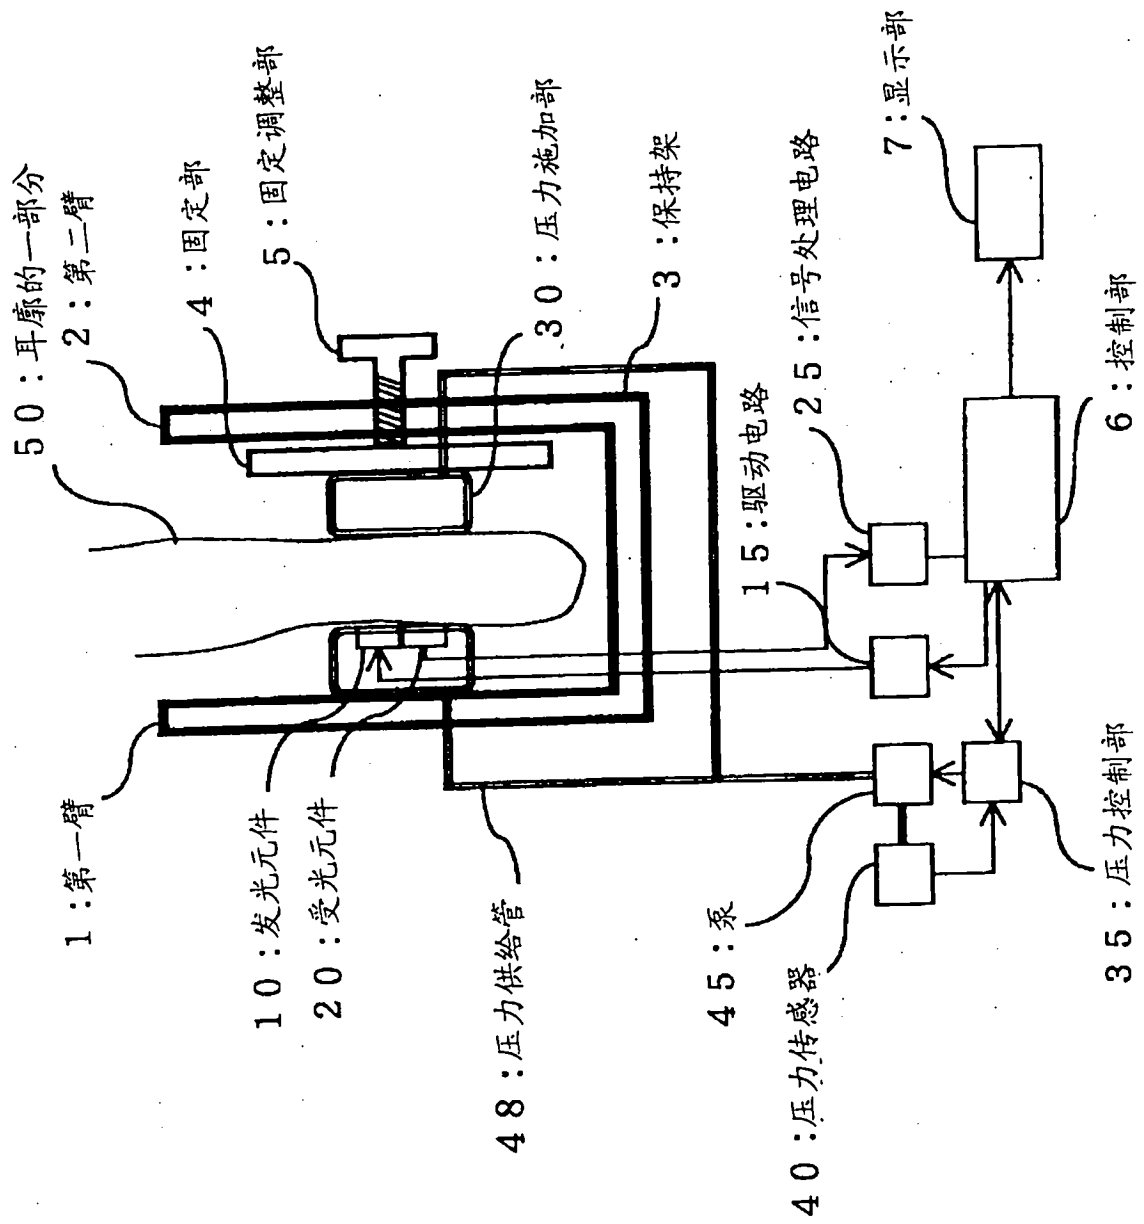 50:耳廓的一部分
2:第二臂
4:固定部
5:固定调整部
30:压力施加部
3:保持架
15:驱动电路
25:信号处理电路
7:显示部
6:控制部
1:第一臂
10:发光元件
20:受光元件
48:压力供给管
45:泵
40:压力传感器
35:压力控制部